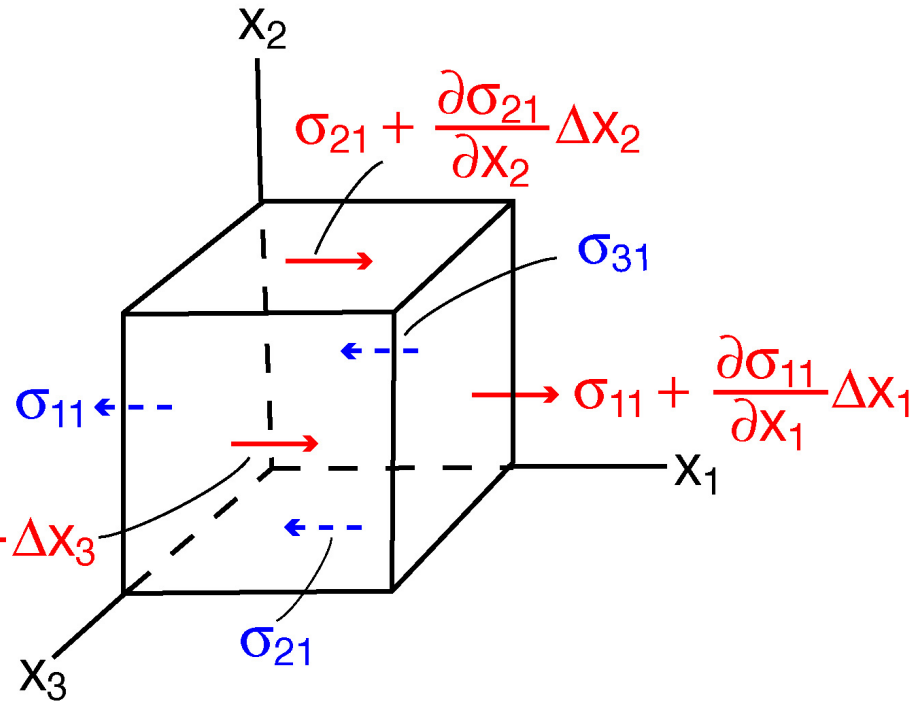 x₂
σ₂₁ + ∂σ₂₁/∂x₂ Δx₂
σ₃₁
σ₁₁
σ₁₁ + ∂σ₁₁/∂x₁ Δx₁
x₁
Δx₃
σ₂₁
x₃